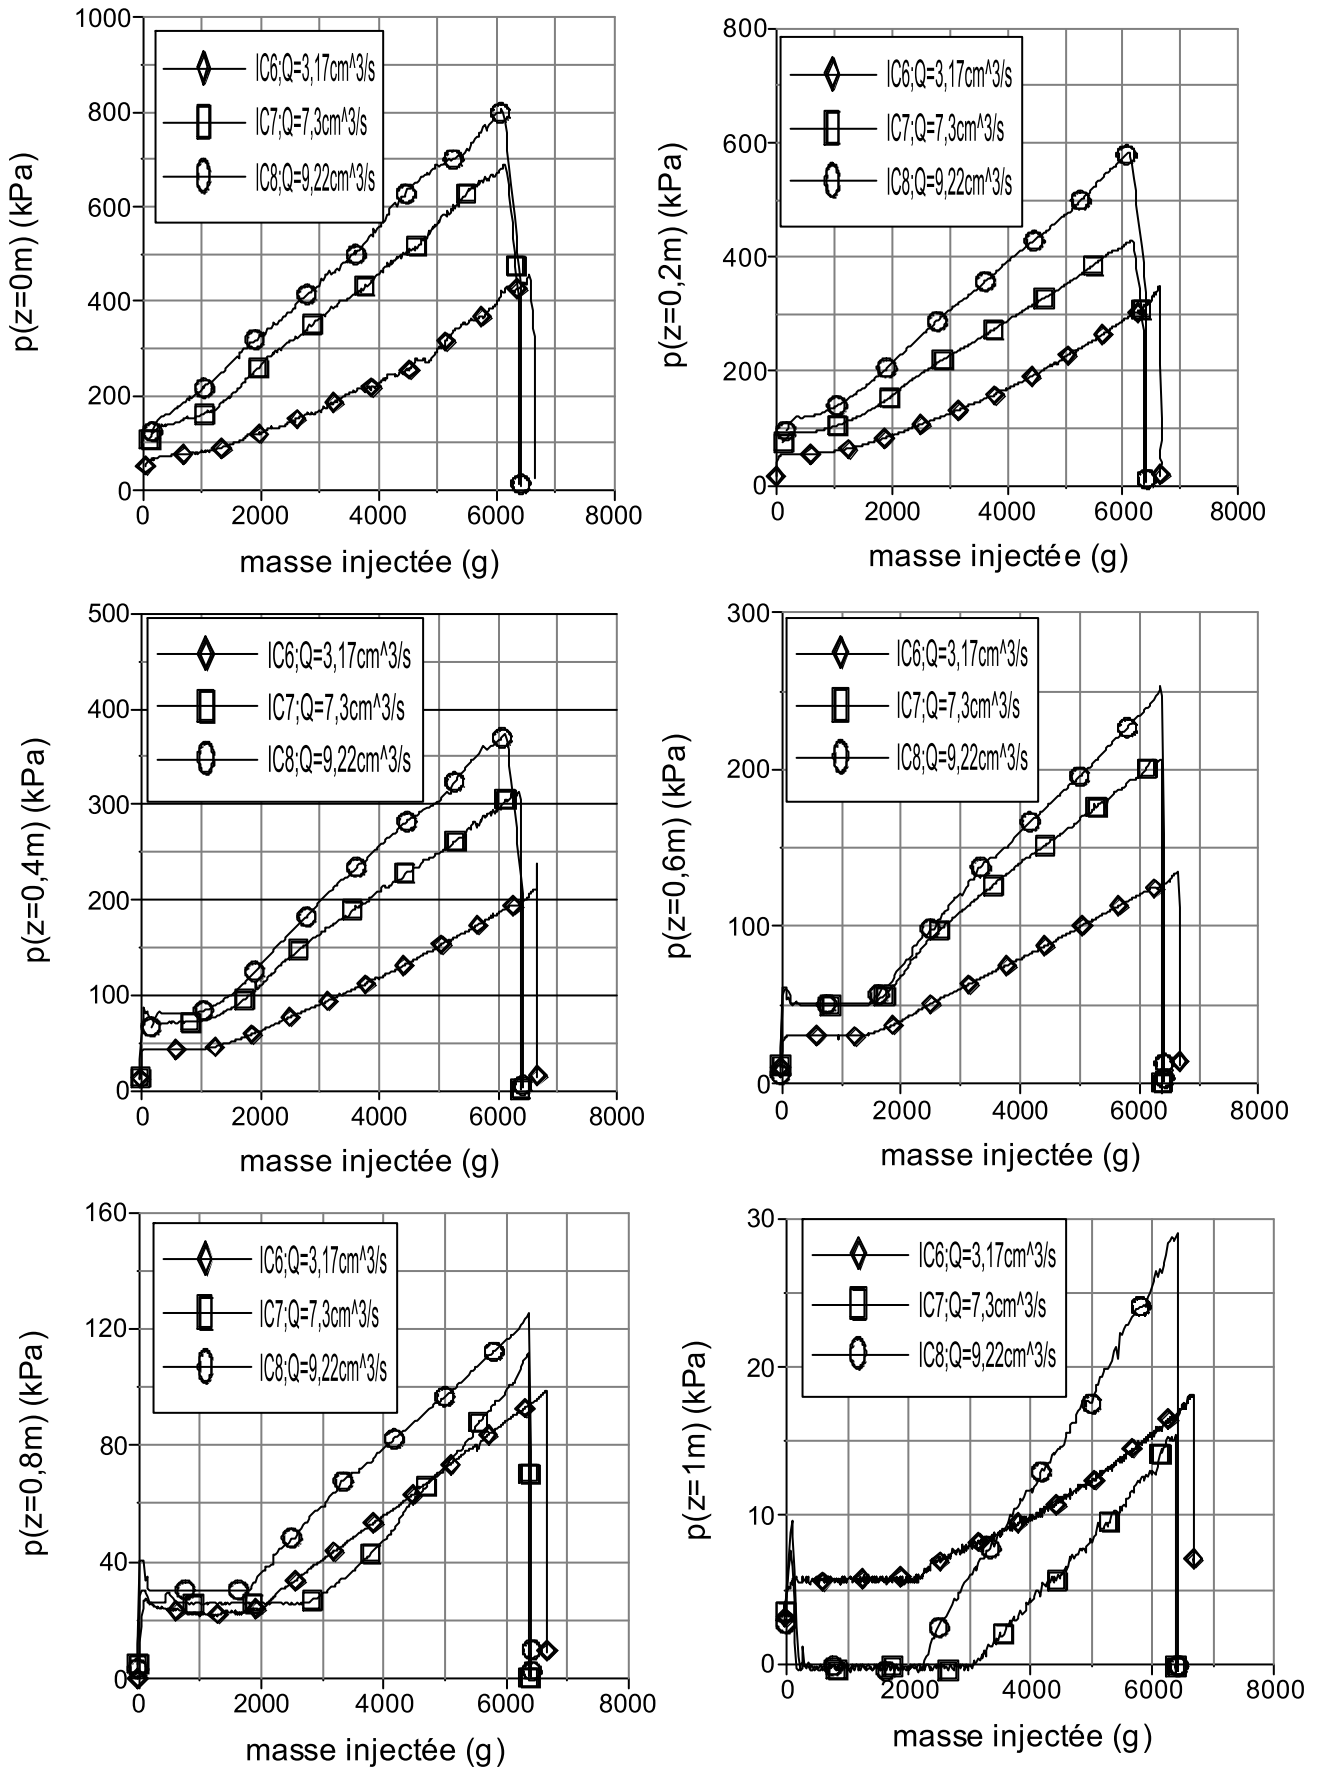 p(z=0m) (kPa)
1000
800
600
400
200
0
IC6;Q=3,17cm^3/s
IC7;Q=7,3cm^3/s
IC8;Q=9,22cm^3/s
0 2000 4000 6000 8000
masse injectée (g)
p(z=0,2m) (kPa)
800
600
400
200
0
IC6;Q=3,17cm^3/s
IC7;Q=7,3cm^3/s
IC8;Q=9,22cm^3/s
0 2000 4000 6000 8000
masse injectée (g)
p(z=0,4m) (kPa)
500
400
300
200
100
0
IC6;Q=3,17cm^3/s
IC7;Q=7,3cm^3/s
IC8;Q=9,22cm^3/s
0 2000 4000 6000 8000
masse injectée (g)
p(z=0,6m) (kPa)
300
200
100
0
IC6;Q=3,17cm^3/s
IC7;Q=7,3cm^3/s
IC8;Q=9,22cm^3/s
0 2000 4000 6000 8000
masse injectée (g)
p(z=0,8m) (kPa)
160
120
80
40
0
IC6;Q=3,17cm^3/s
IC7;Q=7,3cm^3/s
IC8;Q=9,22cm^3/s
0 2000 4000 6000 8000
masse injectée (g)
p(z=1m) (kPa)
30
20
10
0
IC6;Q=3,17cm^3/s
IC7;Q=7,3cm^3/s
IC8;Q=9,22cm^3/s
0 2000 4000 6000 8000
masse injectée (g)